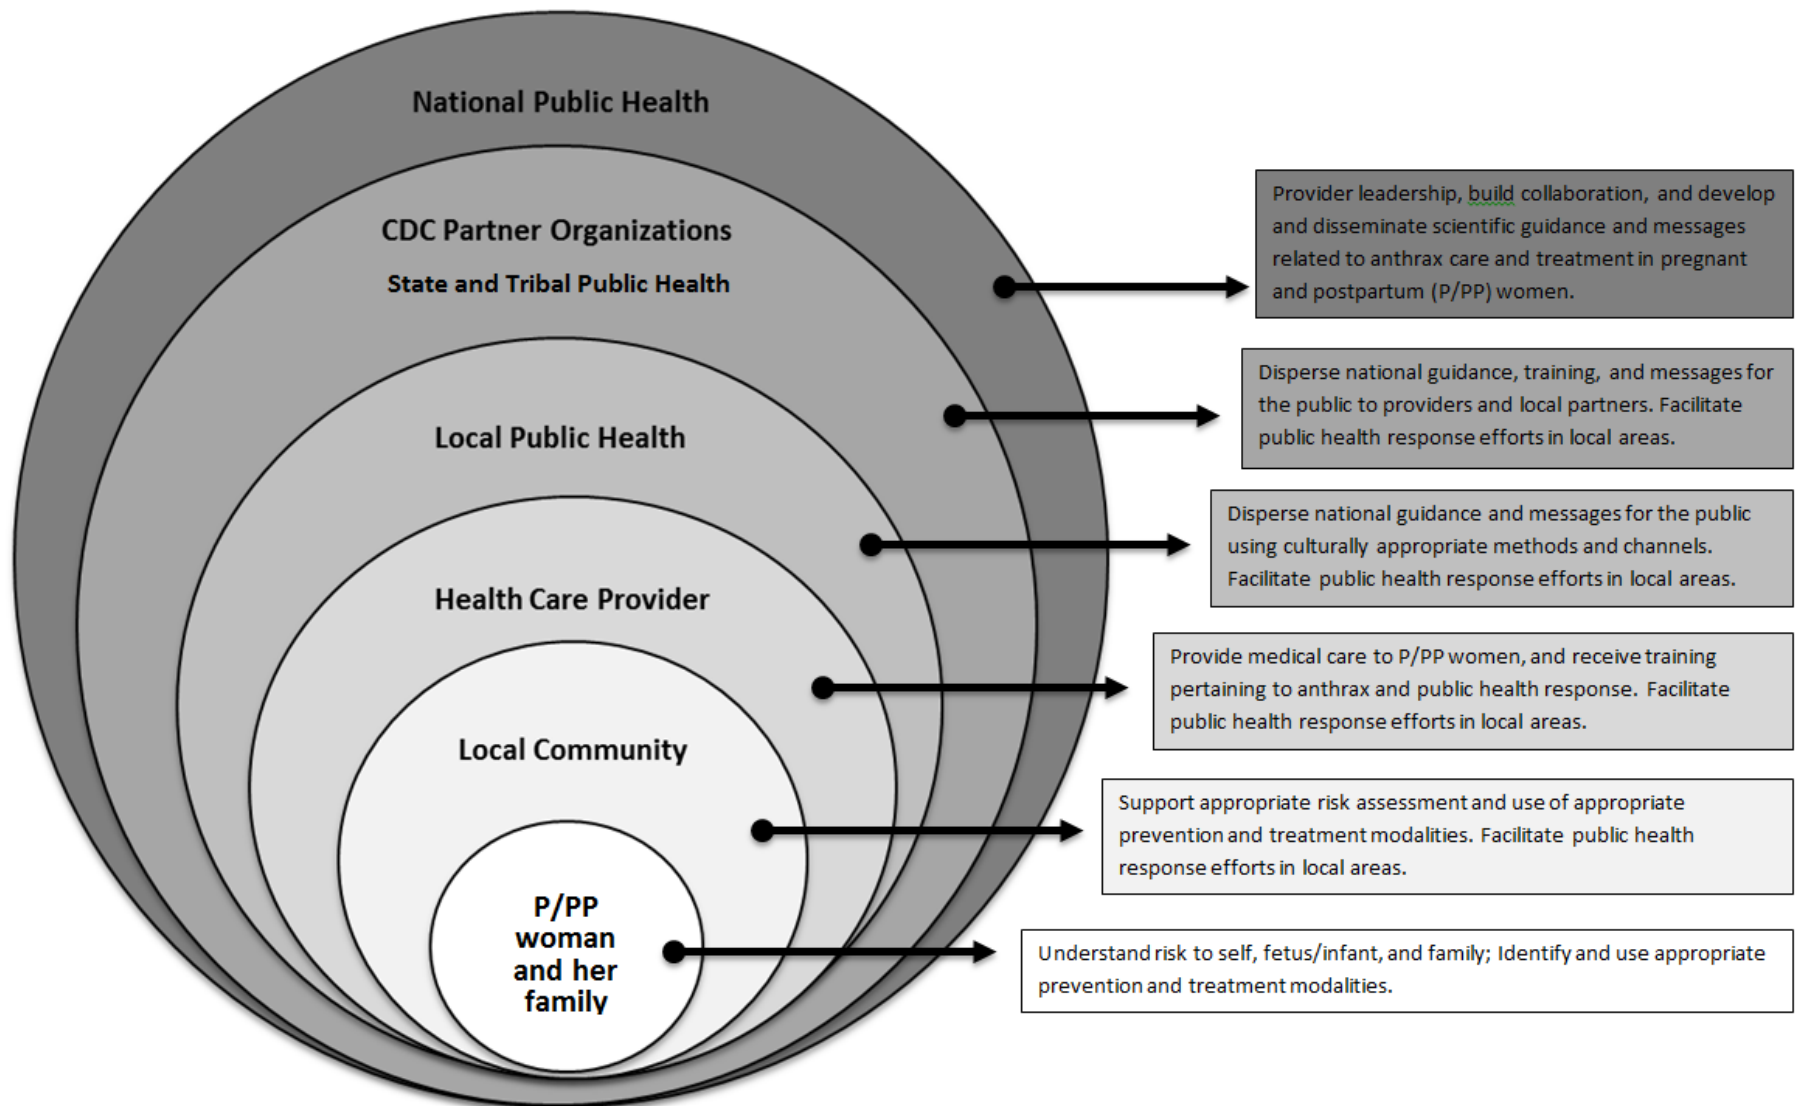 National Public Health
CDC Partner Organizations
State and Tribal Public Health
Local Public Health
Health Care Provider
Local Community
P/PP
woman
and her
family
Provider leadership, build collaboration, and develop
and disseminate scientific guidance and messages
related to anthrax care and treatment in pregnant
and postpartum (P/PP) women.
Disperse national guidance, training, and messages for
the public to providers and local partners. Facilitate
public health response efforts in local areas.
Disperse national guidance and messages for the public
using culturally appropriate methods and channels.
Facilitate public health response efforts in local areas.
Provide medical care to P/PP women, and receive training
pertaining to anthrax and public health response. Facilitate
public health response efforts in local areas.
Support appropriate risk assessment and use of appropriate
prevention and treatment modalities. Facilitate public health
response efforts in local areas.
Understand risk to self, fetus/infant, and family; Identify and use appropriate
prevention and treatment modalities.